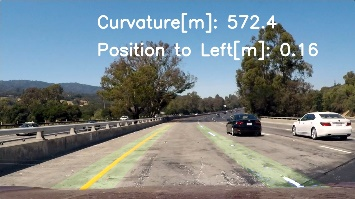 Curvature[m]: 572.4
Position to Left[m]: 0.16